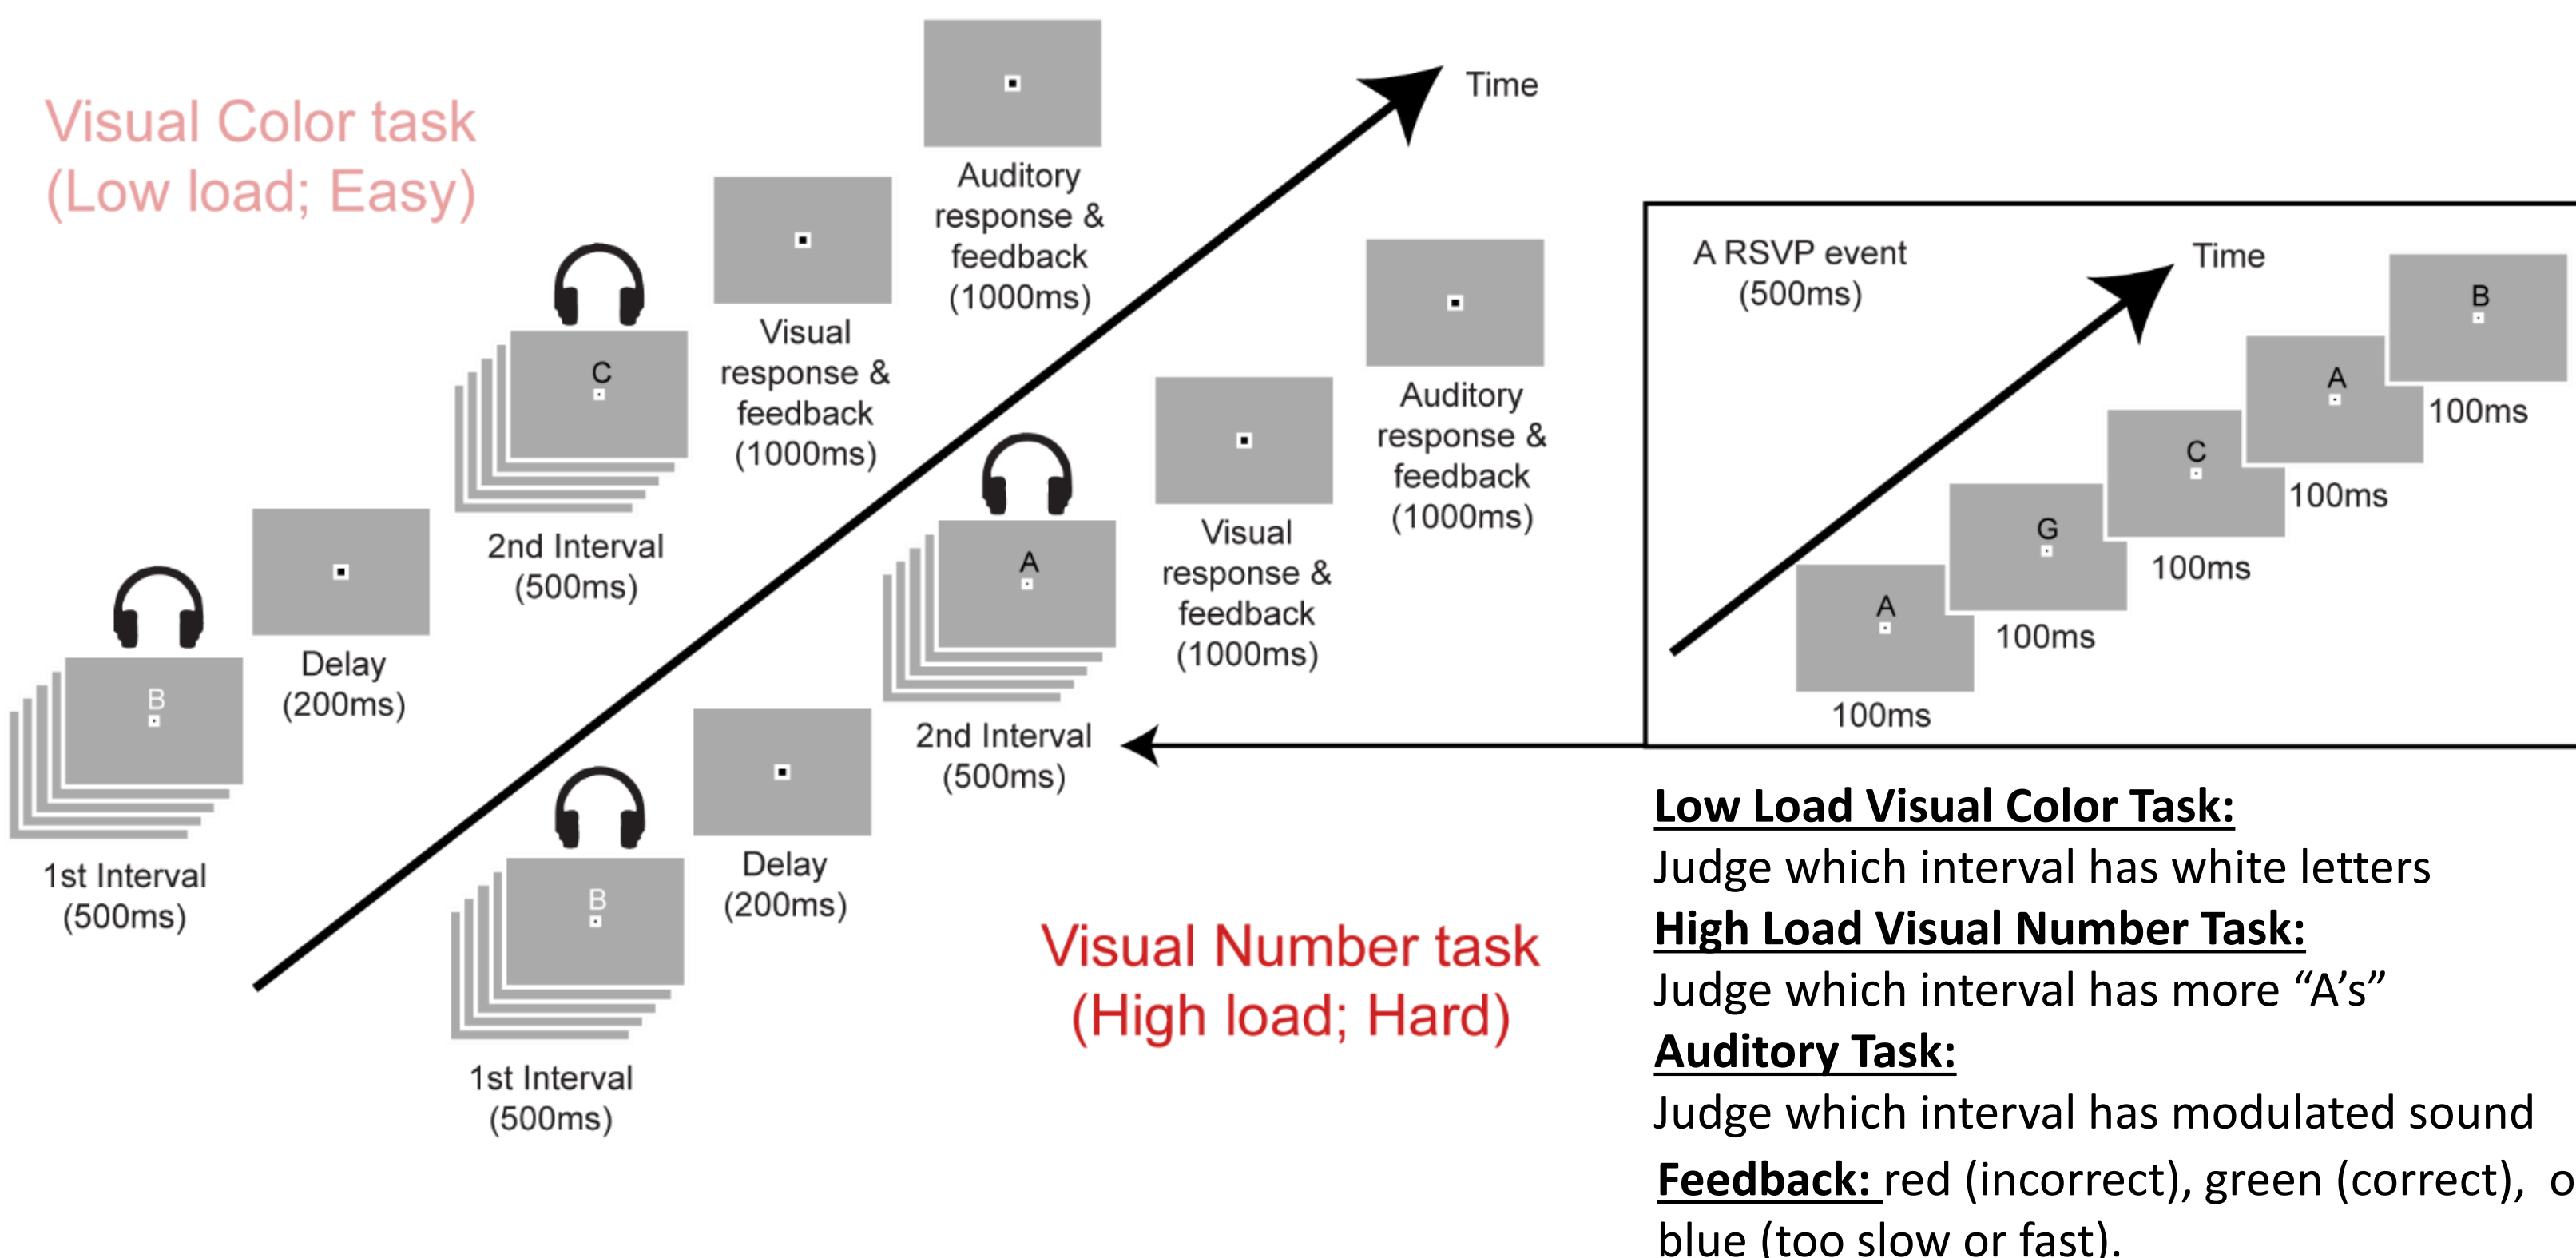 Visual Color task
(Low load; Easy)
B
1st Interval
(500ms)
Delay
(200ms)
C
2nd Interval
(500ms)
Visual
response &
feedback
(1000ms)
Auditory
response &
feedback
(1000ms)
Time
B
1st Interval
(500ms)
Delay
(200ms)
A
2nd Interval
(500ms)
Visual
response &
feedback
(1000ms)
Auditory
response &
feedback
(1000ms)
Visual Number task
(High load; Hard)
A RSVP event
(500ms)
Time
A
100ms
G
100ms
C
100ms
A
100ms
B
100ms
Low Load Visual Color Task:
Judge which interval has white letters
High Load Visual Number Task:
Judge which interval has more “A’s”
Auditory Task:
Judge which interval has modulated sound
Feedback: red (incorrect), green (correct),
blue (too slow or fast).